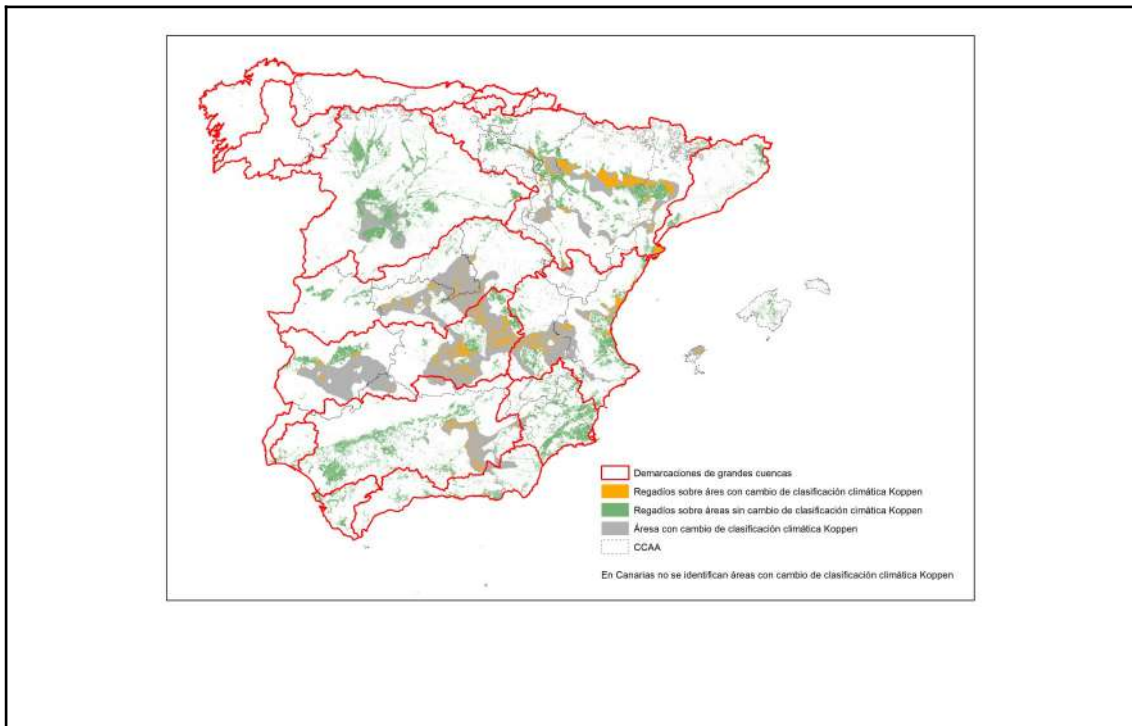 Demarcaciones de grandes cuencas
Regadíos sobre áres con cambio de clasificación climática Koppen
Regadíos sobre áreas sin cambio de clasificación climática Koppen
Áresa con cambio de clasificación climática Koppen
CCAA
En Canarias no se identifican áreas con cambio de clasificación climática Koppen